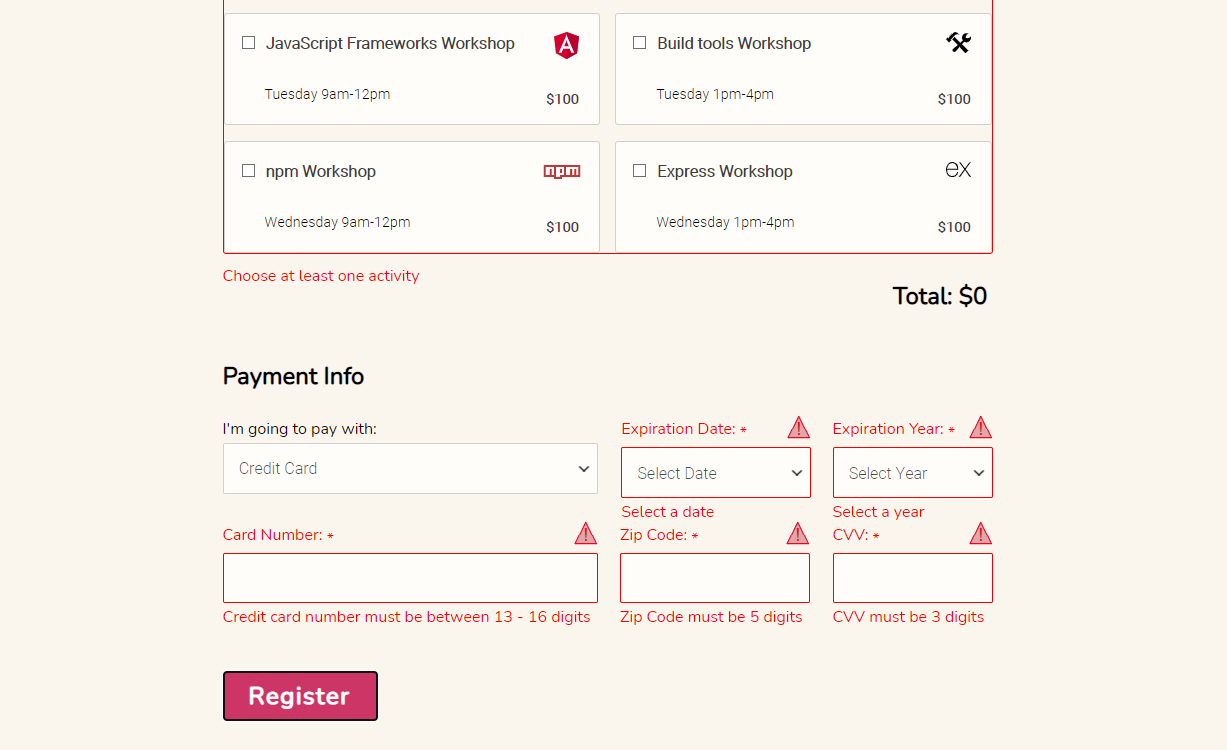 JavaScript Frameworks Workshop
Tuesday 9am-12pm
$100
Build tools Workshop
Tuesday 1pm-4pm
$100
npm Workshop
npm
Wednesday 9am-12pm
$100
Express Workshop
ex
Wednesday 1pm-4pm
$100
Choose at least one activity
Total: $0
Payment Info
I'm going to pay with:
Credit Card
Expiration Date: *
Select Date
Select a date
Expiration Year: *
Select Year
Select a year
Card Number: *
Credit card number must be between 13 - 16 digits
Zip Code: *
Zip Code must be 5 digits
CVV: *
CVV must be 3 digits
Register